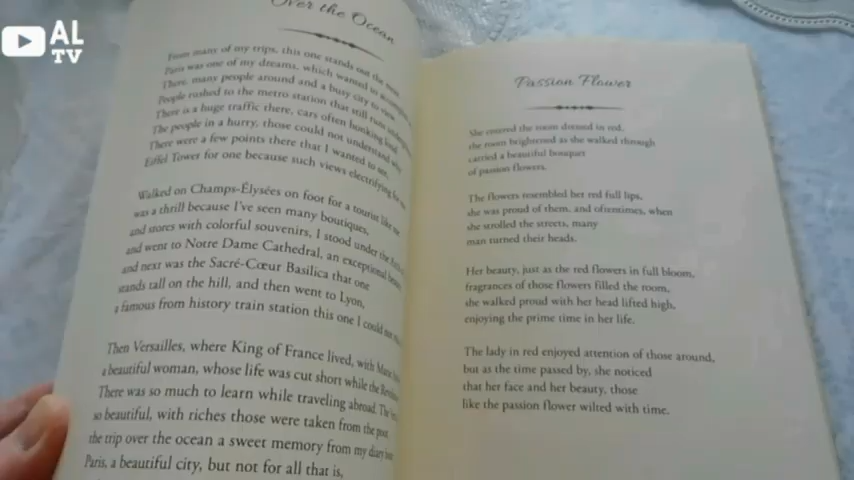 AL
TV
Over the Ocean
From many of my trips, this one stands out the most
Paris was one of my dreams, which wanted to
There, many people around and a busy city to
People rushed to the metro station that still runs
There is a huge traffic there, cars often honking loud
The people in a hurry, those could not understand why
There were a few points there that I wanted to see,
Eiffel Tower for one because such views electrifying for
Walked on Champs-Élysées on foot for a tourist like me
was a thrill because I've seen many boutiques,
and stores with colorful souvenirs, I stood under the
and went to Notre Dame Cathedral, an exceptional beauty
and next was the Sacré-Cœur Basilica that one
stands tall on the hill, and then went to Lyon,
a famous from history train station this one I could not
Then Versailles, where King of France lived, with Marie
a beautiful woman, whose life was cut short while the
There was so much to learn while traveling abroad. The
so beautiful, with riches those were taken from the poor
the trip over the ocean a sweet memory from my diary
Paris, a beautiful city, but not for all that is,
Passion Flower
She entered the room dressed in red,
the room brightened as she walked through
carried a beautiful bouquet
of passion flowers.
The flowers resembled her red full lips,
she was proud of them, and oftentimes, when
she strolled the streets, many
man turned their heads.
Her beauty, just as the red flowers in full bloom,
fragrances of those flowers filled the room,
she walked proud with her head lifted high,
enjoying the prime time in her life.
The lady in red enjoyed attention of those around,
but as the time passed by, she noticed
that her face and her beauty, those
like the passion flower wilted with time.